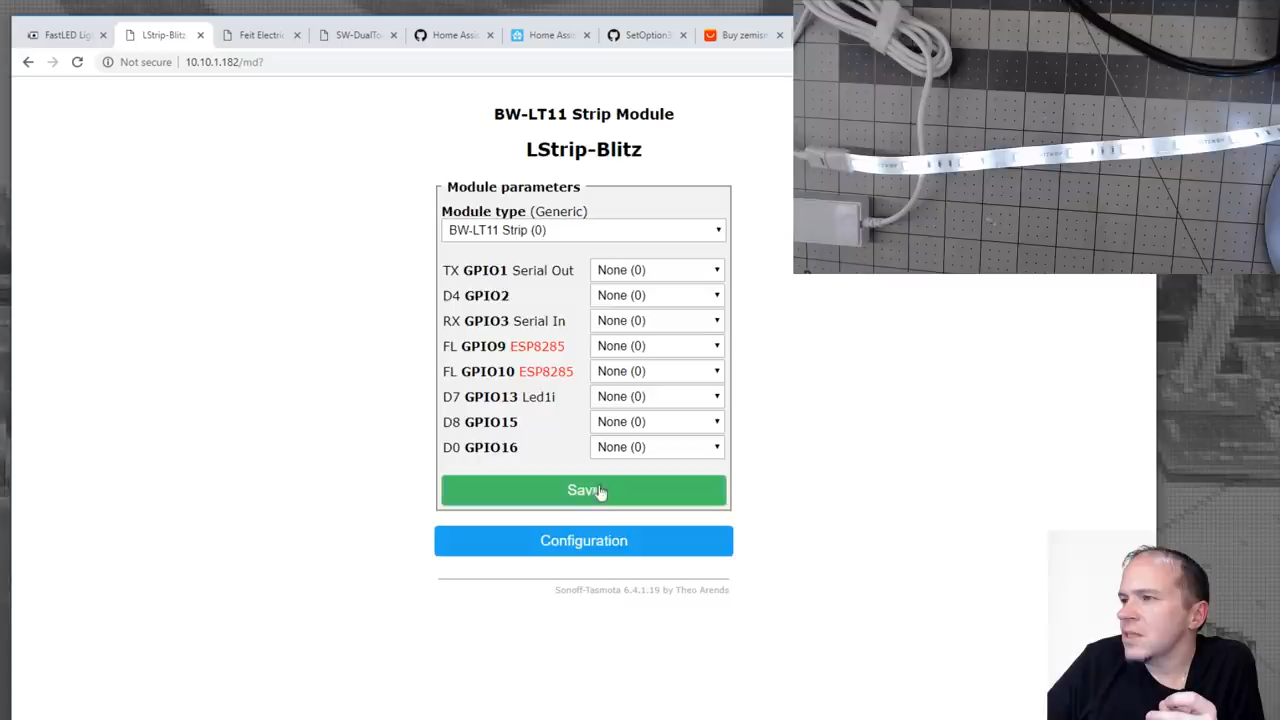 FastLED Lig
LStrip-Blitz
Feit Electric
SW-DualTo
Home Assis
Home Assis
SetOption3
Buy zemism
Not secure
10.10.1.182/md?
BW-LT11 Strip Module
LStrip-Blitz
Module parameters
Module type (Generic)
BW-LT11 Strip (0)
TX GPIO1 Serial Out None (0)
D4 GPIO2 None (0)
RX GPIO3 Serial In None (0)
FL GPIO9 ESP8285 None (0)
FL GPIO10 ESP8285 None (0)
D7 GPIO13 Led1i None (0)
D8 GPIO15 None (0)
D0 GPIO16 None (0)
Save
Configuration
Sonoff-Tasmota 6.4.1.19 by Theo Arends